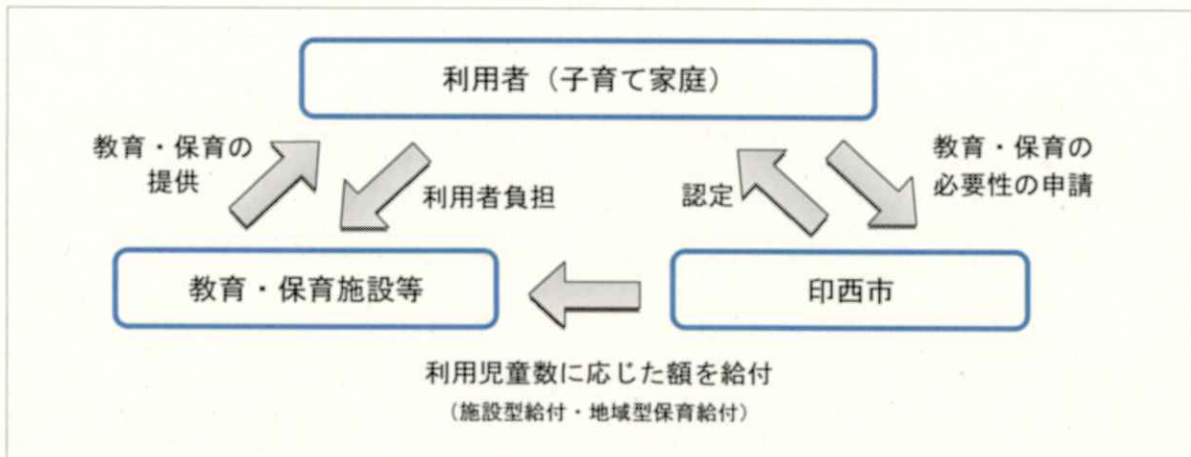 利用者（子育て家庭）
教育・保育の
提供
利用者負担
認定
教育・保育の
必要性の申請
教育・保育施設等
印西市
利用児童数に応じた額を給付
（施設型給付・地域型保育給付）